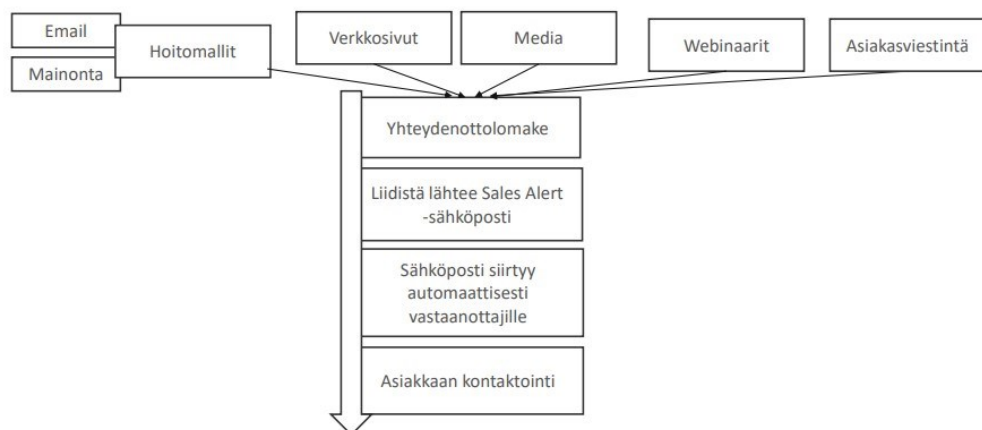 Email
Mainonta
Hoitomallit
Verkkosivut
Media
Webinaarit
Asiakasviestintä
Yhteydenottolomake
Liidistä lähtee Sales Alert
-sähköposti
Sähköposti siirtyy
automaattisesti
vastaanottajille
Asiakkaan kontaktointi